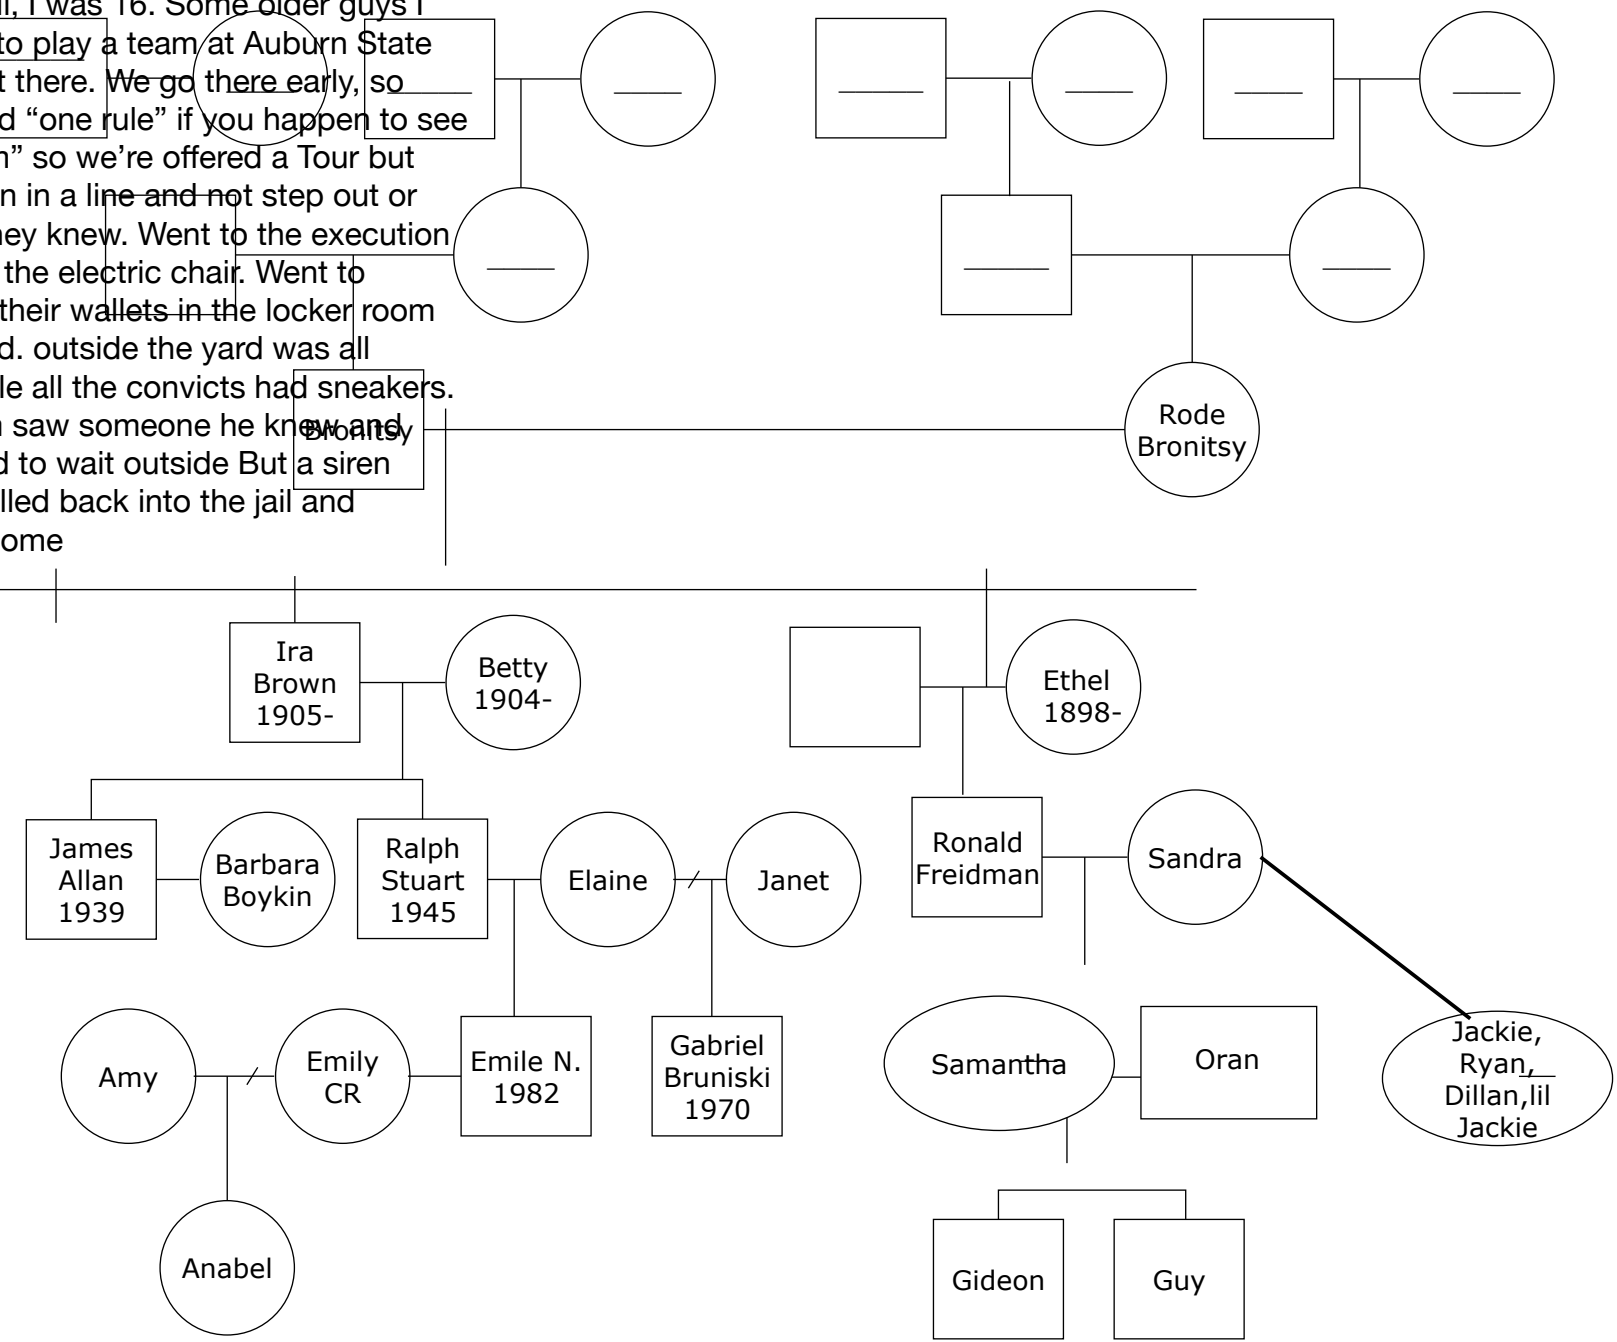 ll, I was 16. Some older guys I
to play a team at Auburn State
t there. We go there early, so
d “one rule” if you happen to see
n” so we’re offered a Tour but
n in a line and not step out or
hey knew. Went to the execution
the electric chair. Went to
their wallets in the locker room
d. outside the yard was all
le all the convicts had sneakers.
n saw someone he knew and
d to wait outside But a siren
lled back into the jail and
ome
Bronitsy
Rode
Bronitsy
Ira
Brown
1905-
Betty
1904-
Ethel
1898-
James
Allan
1939
Barbara
Boykin
Ralph
Stuart
1945
Elaine
Janet
Ronald
Freidman
Sandra
Amy
Emily
CR
Emile N.
1982
Gabriel
Bruniski
1970
Samantha
Oran
Jackie,
Ryan,
Dillan,lil
Jackie
Anabel
Gideon
Guy